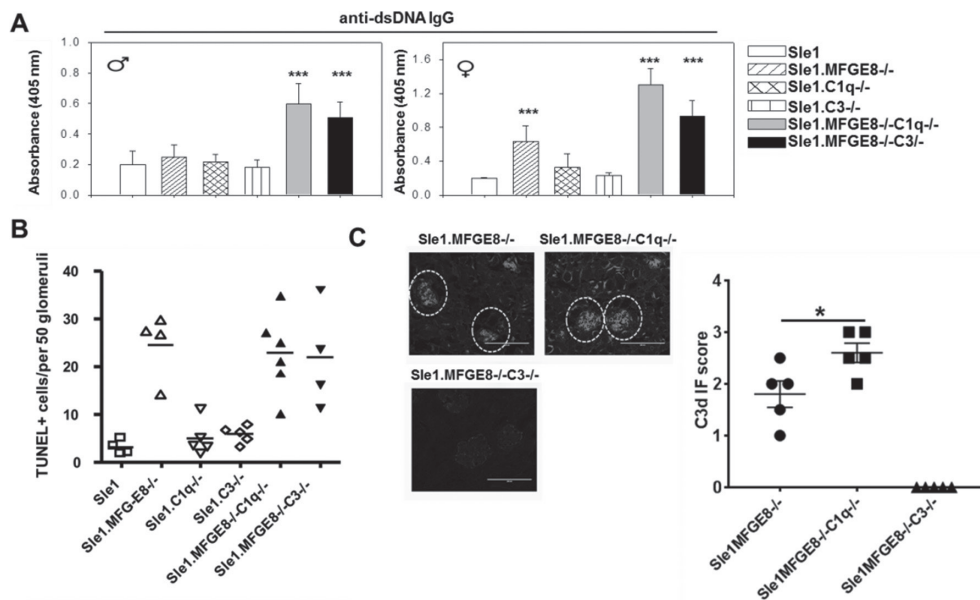 A
anti-dsDNA IgG
Absorbance (405 nm)
1.0
0.8
0.6
0.4
0.2
0.0
♂
***
***
Absorbance (405 nm)
1.6
1.2
0.8
0.4
0.0
♀
***
***
***
Sle1
Sle1.MFGE8-/-
Sle1.C1q-/-
Sle1.C3-/-
Sle1.MFGE8-/-C1q-/-
Sle1.MFGE8-/-C3/-
B
TUNEL+ cells/per 50 glomeruli
40
30
20
10
0
Sle1
Sle1.MFG-E8-/-
Sle1.C1q-/-
Sle1.C3-/-
Sle1.MFGE8-/-C1q-/-
Sle1.MFGE8-/-C3-/-
C
Sle1.MFGE8-/-
Sle1.MFGE8-/-C1q-/-
Sle1.MFGE8-/-C3-/-
C3d IF score
4
3
2
1
0
*
Sle1MFGE8-/-
Sle1MFGE8-/-C1q-/-
Sle1MFGE8-/-C3-/-